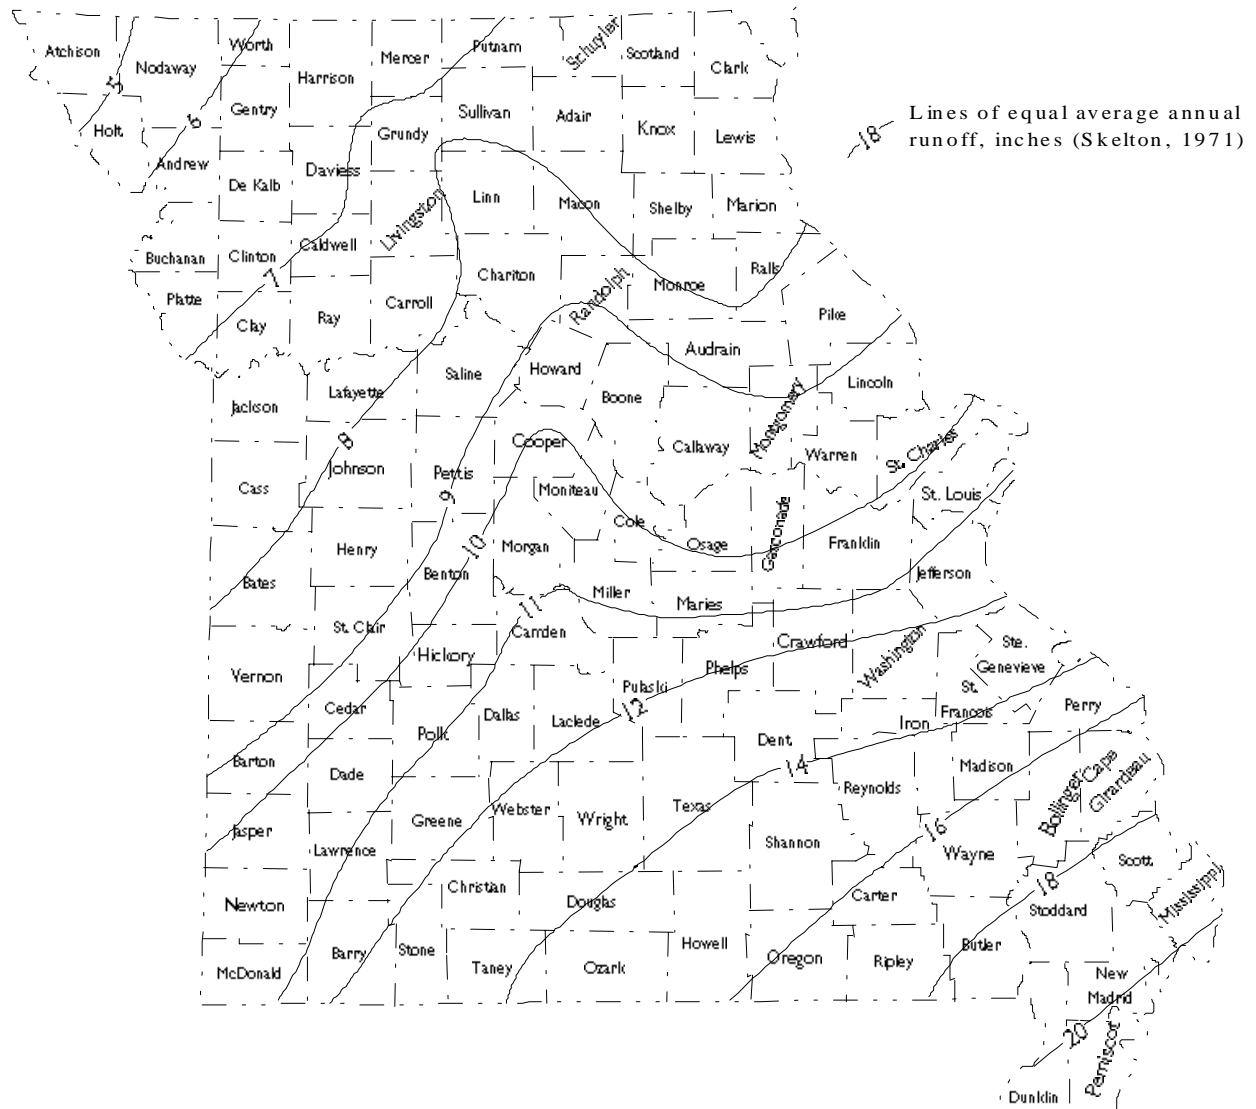 Atchison
Nodaway
Worth
Harrison
Mercer
Putnam
Schuyler
Scotland
Clark
5
6
Holt
Gentry
Grundy
Sullivan
Adair
Knox
Lewis
18 Lines of equal average annual
runoff, inches (Skelton, 1971)
Andrew
De Kalb
Daviess
Livingston
Linn
Macon
Shelby
Marion
Buchanan
Clinton
Caldwell
7
Chariton
Randolph
Monroe
Ralls
Platte
Clay
Ray
Carroll
Pike
Audrain
Saline
Howard
Boone
Lincoln
Jackson
Lafayette
8
Cooper
Callaway
Montgomery
Warren
St. Charles
Cass
Johnson
Pettis
9
Moniteau
St. Louis
Cole
Osage
Gasconade
Franklin
Henry
10
Morgan
Bates
Benton
11
Miller
Maries
Jefferson
St. Clair
Hickory
Camden
Crawford
Washington
Ste.
Genevieve
Vernon
Pulaski
Phelps
St.
Francois
Cedar
Polk
Dallas
Laclede
12
Dent
Iron
Perry
Barton
Dade
14
Reynolds
Madison
Bollinger
Cape
Girardeau
Jasper
Greene
Webster
Wright
Texas
Shannon
16
Wayne
Lawrence
Scott
Newton
Christian
Douglas
Carter
18
Stoddard
Mississippi
McDonald
Barry
Stone
Taney
Ozark
Howell
Oregon
Ripley
Butler
New
Madrid
20
Pemiscot
Dunklin